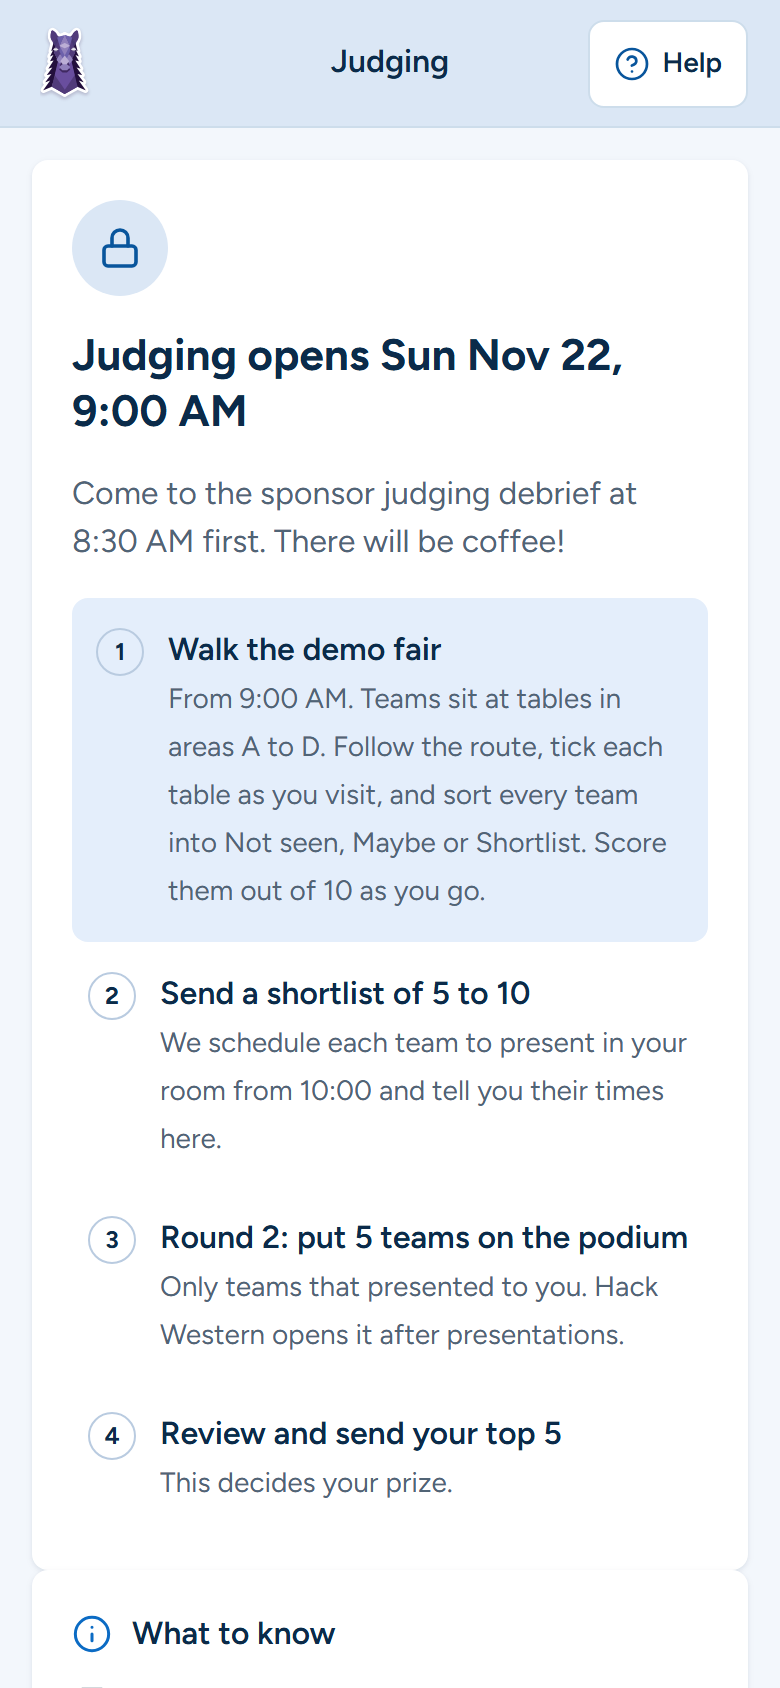 Judging
Help
Judging opens Sun Nov 22,
9:00 AM
Come to the sponsor judging debrief at
8:30 AM first. There will be coffee!
1
Walk the demo fair
From 9:00 AM. Teams sit at tables in
areas A to D. Follow the route, tick each
table as you visit, and sort every team
into Not seen, Maybe or Shortlist. Score
them out of 10 as you go.
2
Send a shortlist of 5 to 10
We schedule each team to present in your
room from 10:00 and tell you their times
here.
3
Round 2: put 5 teams on the podium
Only teams that presented to you. Hack
Western opens it after presentations.
4
Review and send your top 5
This decides your prize.
What to know